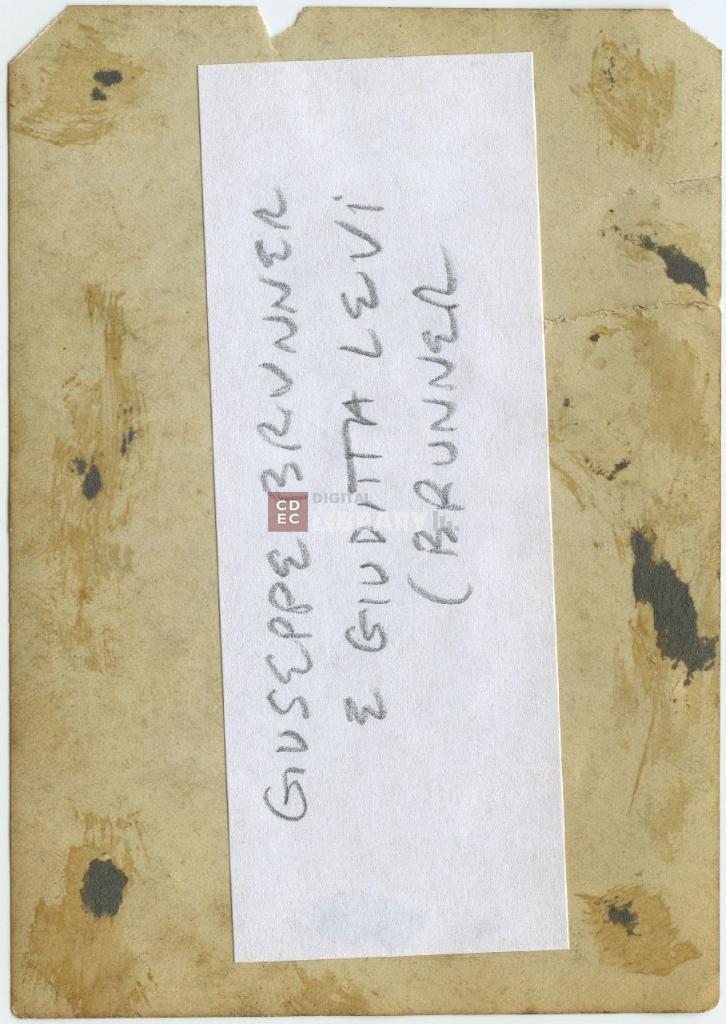 GIUSEPPE BRUNNER
E GIUDITTA LEVI
(BRUNNER
CDEC DIGITAL
LIBRARY